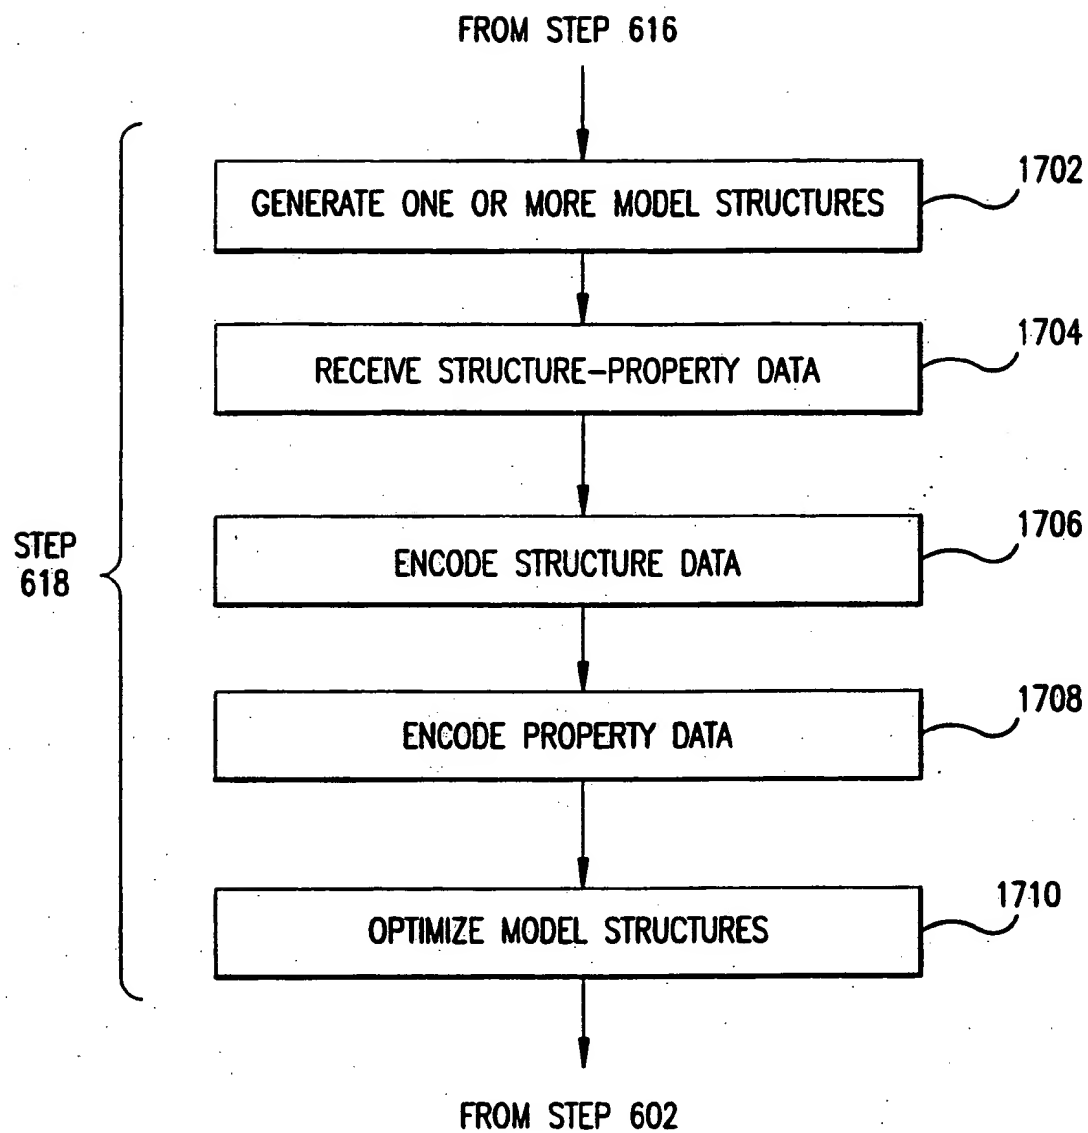 FROM STEP 616
GENERATE ONE OR MORE MODEL STRUCTURES
1702
RECEIVE STRUCTURE-PROPERTY DATA
1704
ENCODE STRUCTURE DATA
1706
STEP
618
ENCODE PROPERTY DATA
1708
OPTIMIZE MODEL STRUCTURES
1710
FROM STEP 602